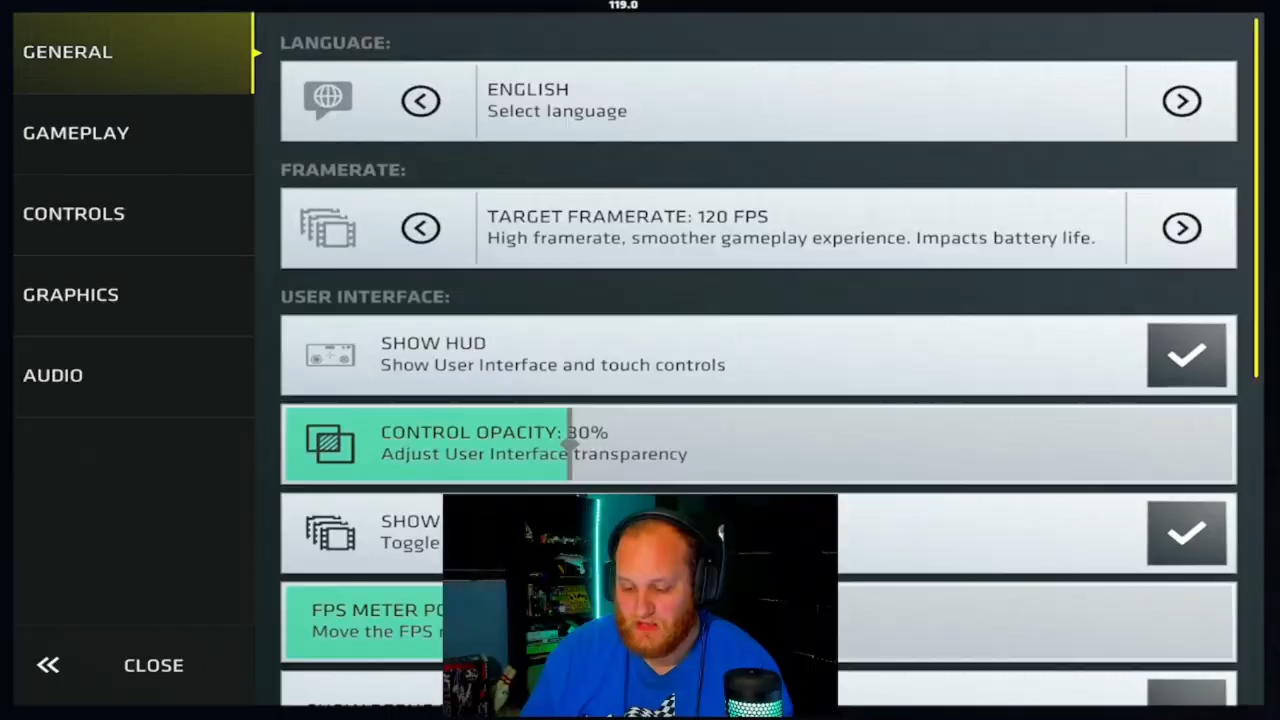 119.0
GENERAL
GAMEPLAY
CONTROLS
GRAPHICS
AUDIO
CLOSE
LANGUAGE:
ENGLISH
Select language
FRAMERATE:
TARGET FRAMERATE: 120 FPS
High framerate, smoother gameplay experience. Impacts battery life.
USER INTERFACE:
SHOW HUD
Show User Interface and touch controls
CONTROL OPACITY: 30%
Adjust User Interface transparency
SHOW
Toggle
FPS METER
Move the FPS